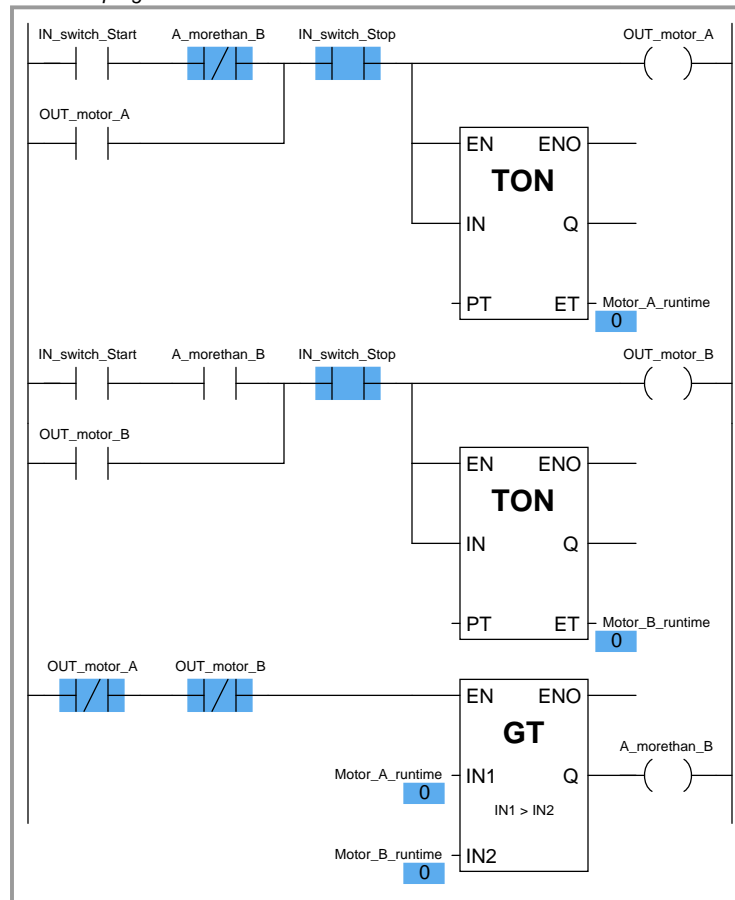 IN_switch_Start A_morethan_B IN_switch_Stop OUT_motor_A
OUT_motor_A
EN ENO
TON
IN Q
PT ET Motor_A_runtime
0
IN_switch_Start A_morethan_B IN_switch_Stop OUT_motor_B
OUT_motor_B
EN ENO
TON
IN Q
PT ET Motor_B_runtime
0
OUT_motor_A OUT_motor_B
EN ENO
GT
A_morethan_B
Motor_A_runtime IN1 Q
0
IN1 > IN2
Motor_B_runtime IN2
0